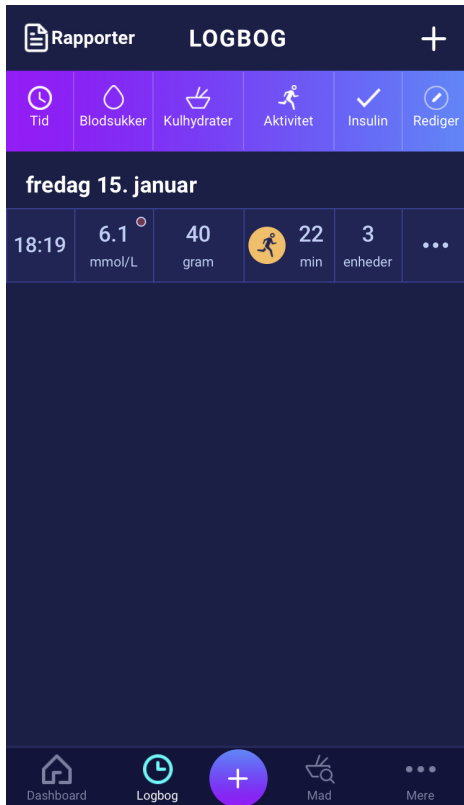 Rapporter LOGBOG +
Tid Blodsukker Kulhydrater Aktivitet Insulin Rediger
fredag 15. januar
18:19 6.1 40 22 3
mmol/L gram min enheder
Dashboard Logbog Mad Mere